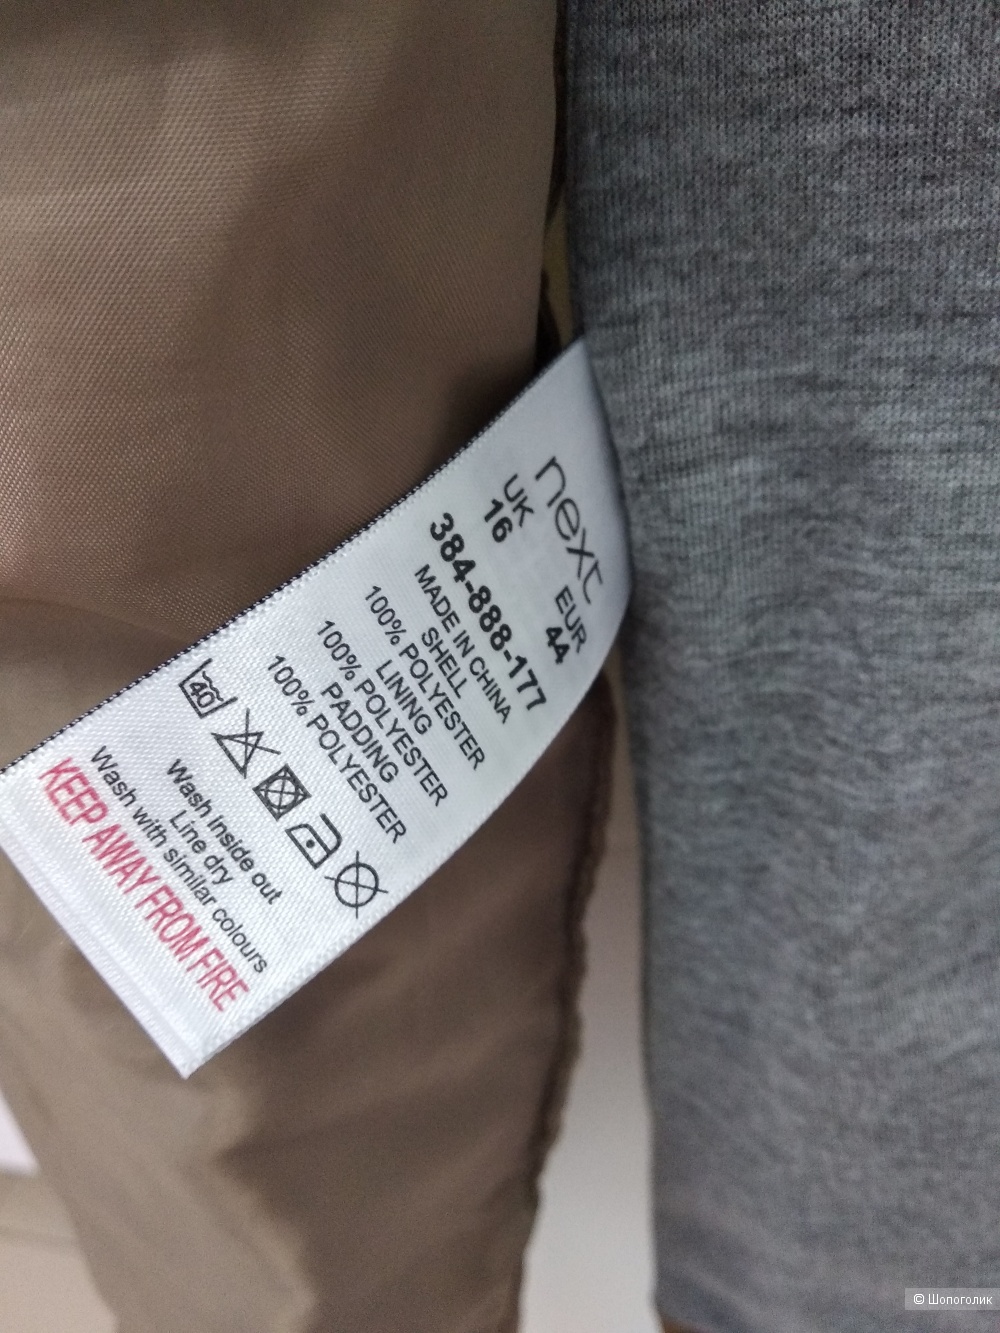 next
UK EUR
16 44
384-888-177
MADE IN CHINA
SHELL
100% POLYESTER
LINING
100% POLYESTER
PADDING
100% POLYESTER
40
Wash inside out
Line dry
Wash with similar colours
KEEP AWAY FROM FIRE
© Шопоголик